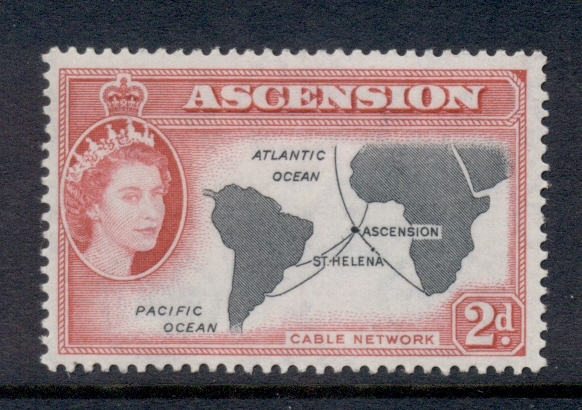 ASCENSION
ATLANTIC
OCEAN
ASCENSION
ST·HELENA
PACIFIC
OCEAN
CABLE NETWORK
2d.